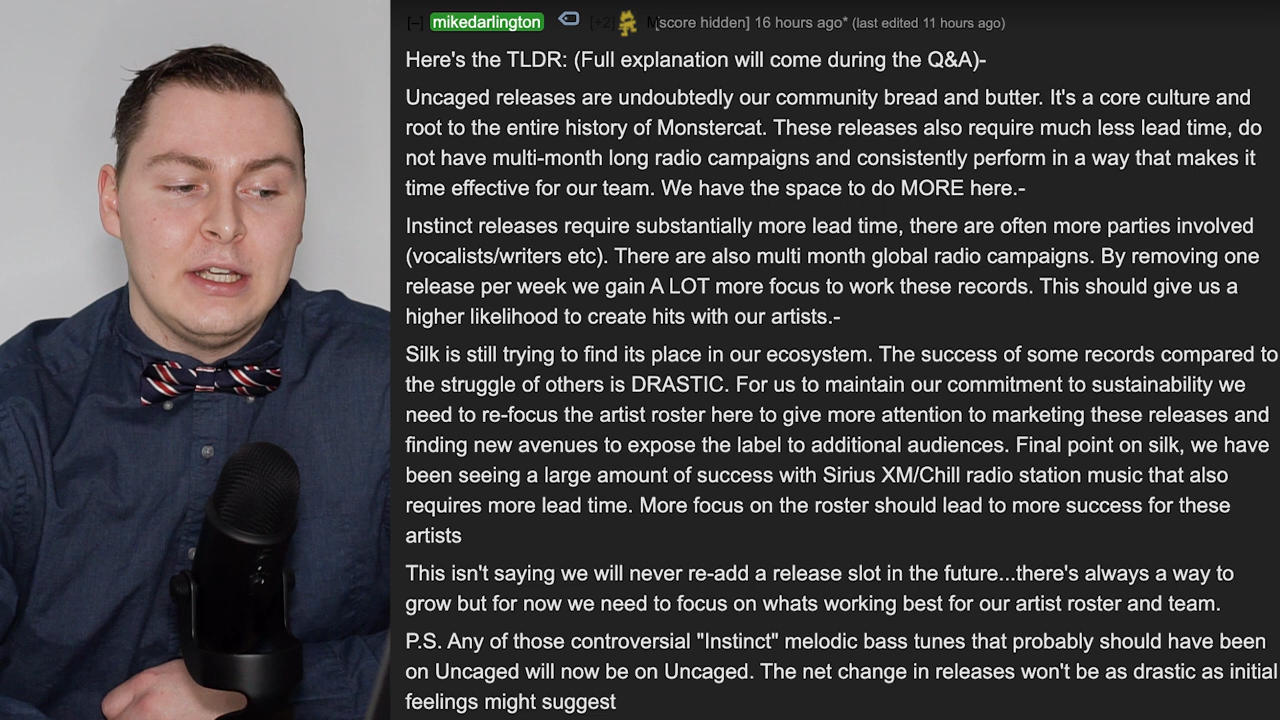 [–] mikedarlington [+2] M [score hidden] 16 hours ago* (last edited 11 hours ago)
Here's the TLDR: (Full explanation will come during the Q&A)-
Uncaged releases are undoubtedly our community bread and butter. It's a core culture and
root to the entire history of Monstercat. These releases also require much less lead time, do
not have multi-month long radio campaigns and consistently perform in a way that makes it
time effective for our team. We have the space to do MORE here.-
Instinct releases require substantially more lead time, there are often more parties involved
(vocalists/writers etc). There are also multi month global radio campaigns. By removing one
release per week we gain A LOT more focus to work these records. This should give us a
higher likelihood to create hits with our artists.-
Silk is still trying to find its place in our ecosystem. The success of some records compared to
the struggle of others is DRASTIC. For us to maintain our commitment to sustainability we
need to re-focus the artist roster here to give more attention to marketing these releases and
finding new avenues to expose the label to additional audiences. Final point on silk, we have
been seeing a large amount of success with Sirius XM/Chill radio station music that also
requires more lead time. More focus on the roster should lead to more success for these
artists
This isn't saying we will never re-add a release slot in the future...there's always a way to
grow but for now we need to focus on whats working best for our artist roster and team.
P.S. Any of those controversial "Instinct" melodic bass tunes that probably should have been
on Uncaged will now be on Uncaged. The net change in releases won't be as drastic as initial
feelings might suggest